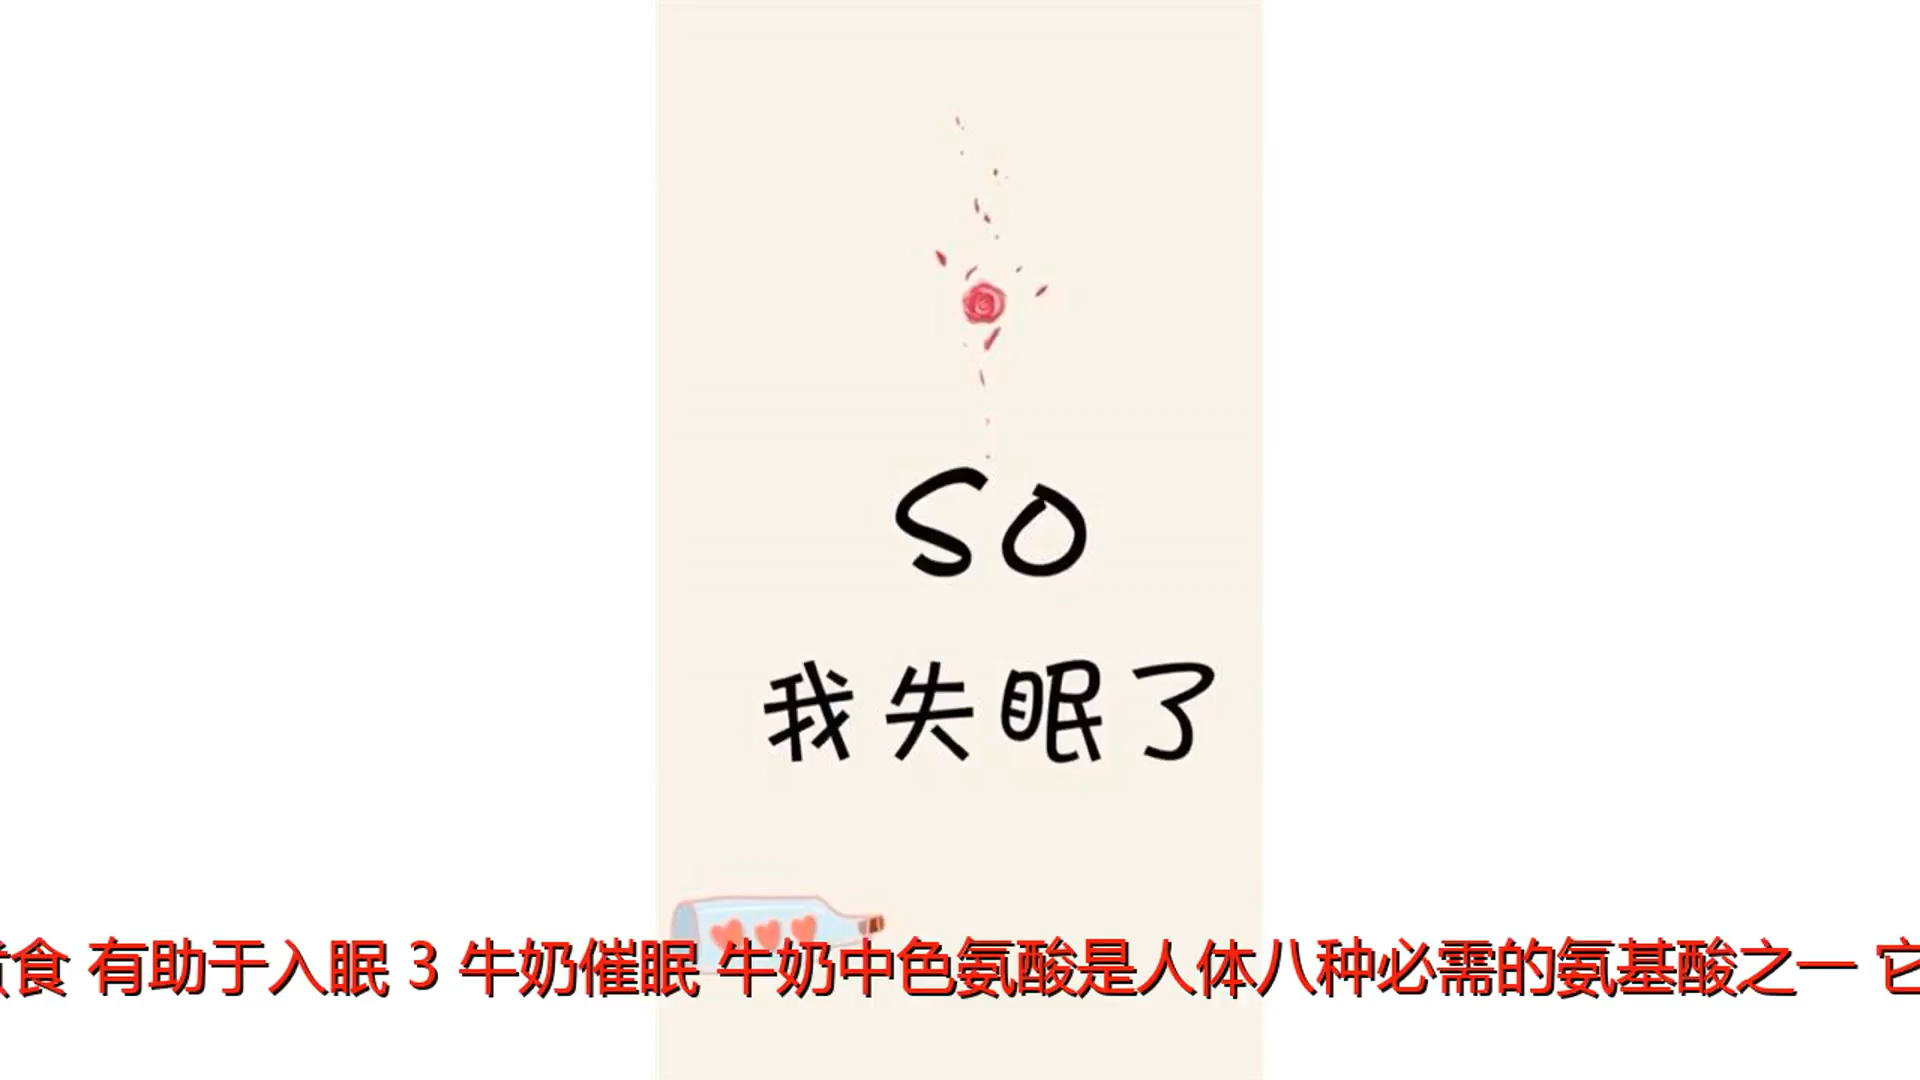 so
我失眠了
食 有助于入眠 3 牛奶催眠 牛奶中色氨酸是人体八种必需的氨基酸之一 它